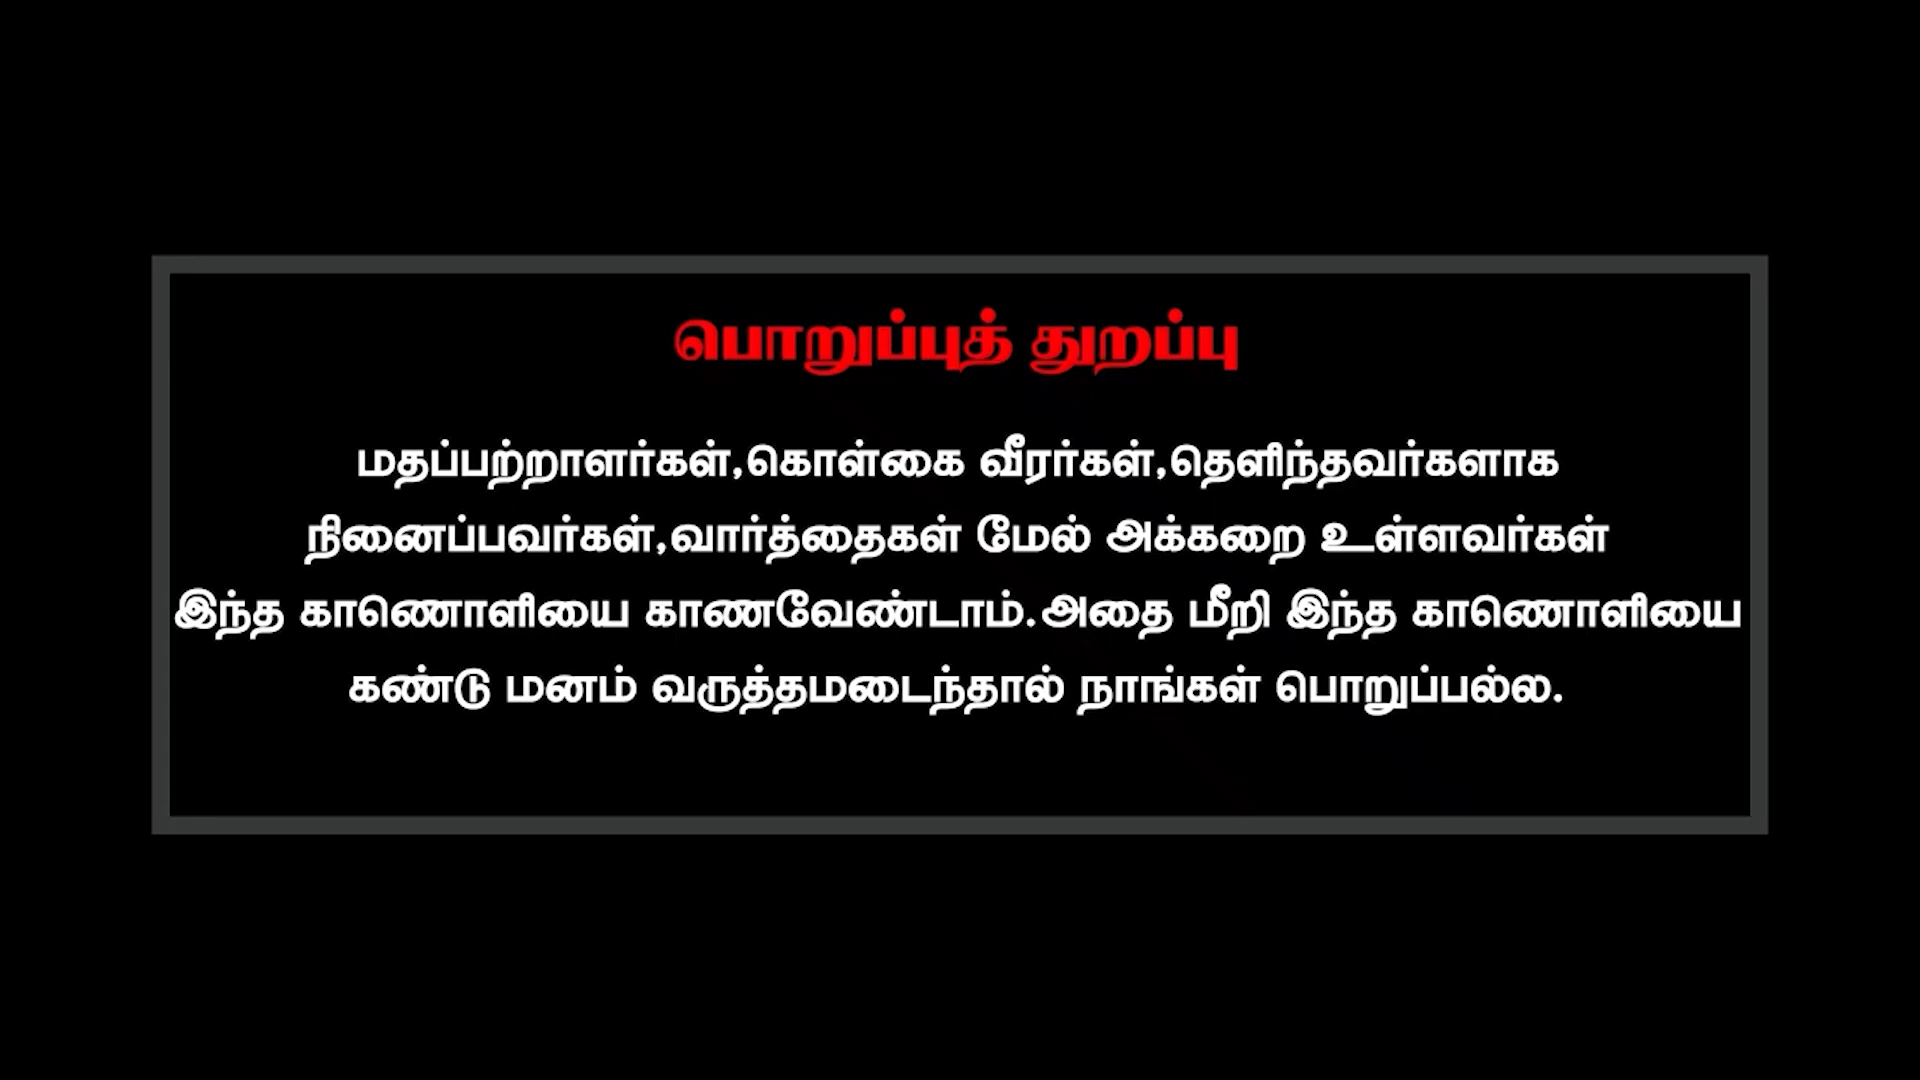 பொறுப்புத் துறப்பு
மதப்பற்றாளர்கள்,கொள்கை வீரர்கள்,தெளிந்தவர்களாக
நினைப்பவர்கள்,வார்த்தைகள் மேல் அக்கறை உள்ளவர்கள்
இந்த காணொளியை காணவேண்டாம்.அதை மீறி இந்த காணொளியை
கண்டு மனம் வருத்தமடைந்தால் நாங்கள் பொறுப்பல்ல.